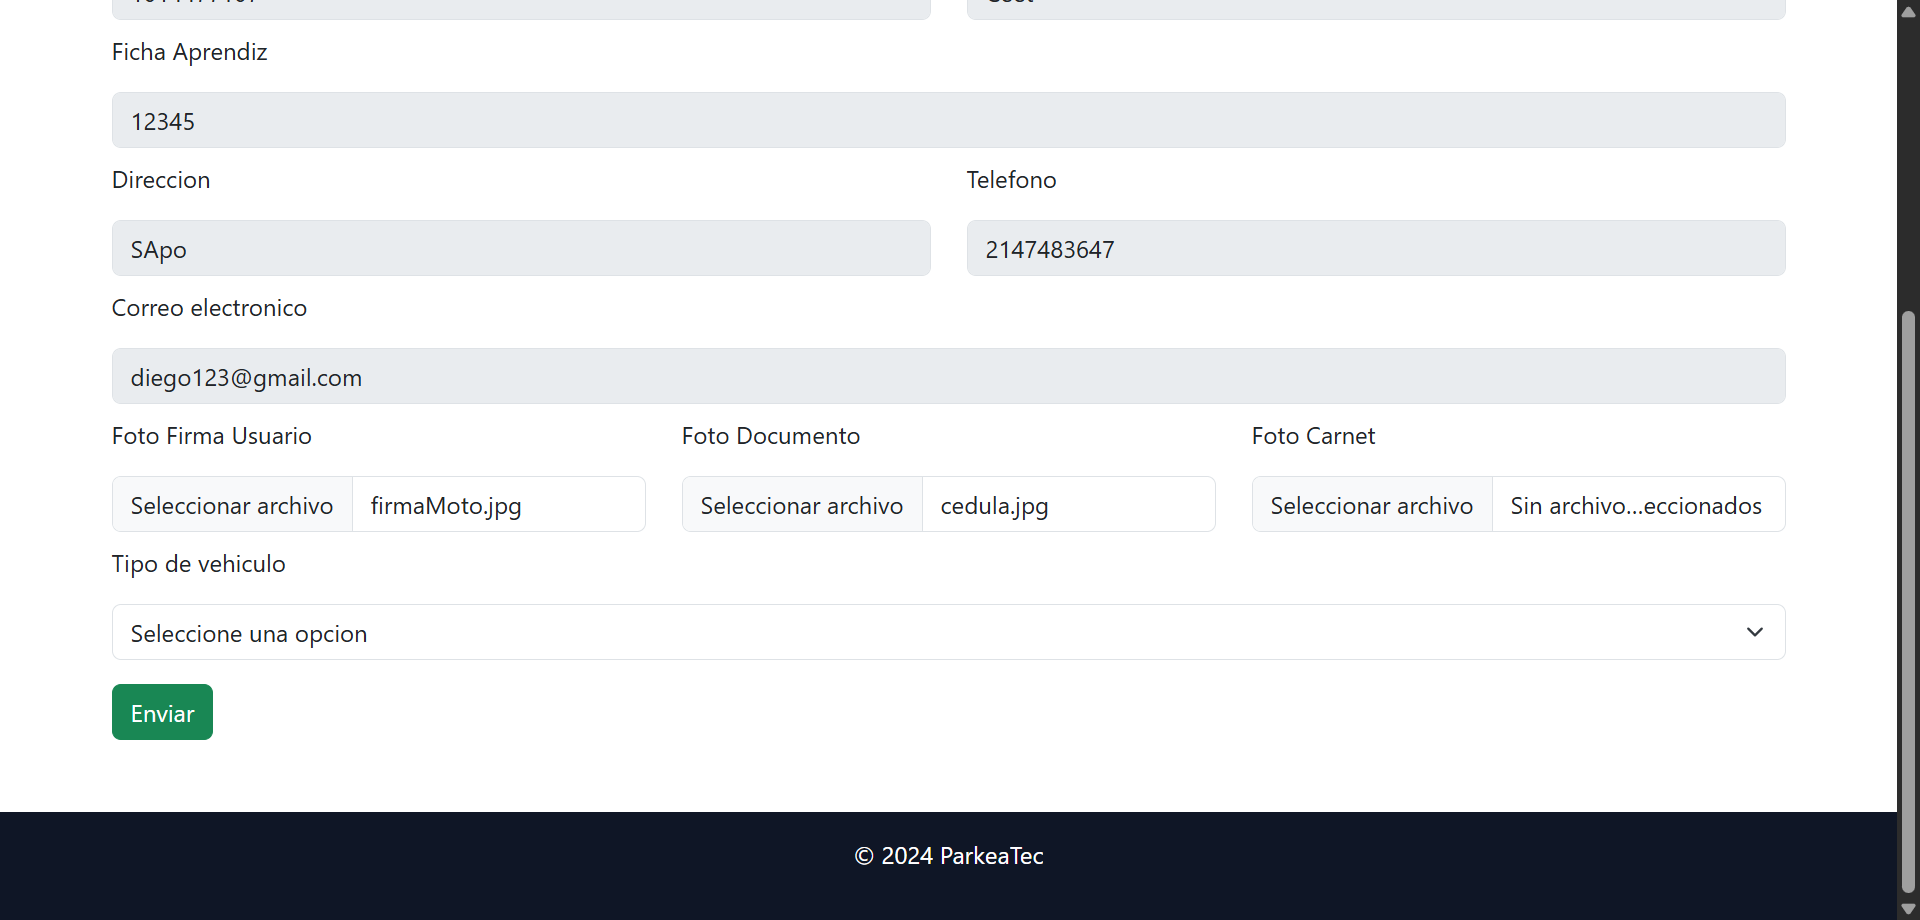 Ficha Aprendiz
12345
Direccion Telefono
SApo 2147483647
Correo electronico
diego123@gmail.com
Foto Firma Usuario Foto Documento Foto Carnet
Seleccionar archivo firmaMoto.jpg Seleccionar archivo cedula.jpg Seleccionar archivo Sin archivo...eccionados
Tipo de vehiculo
Seleccione una opcion
Enviar
© 2024 ParkeaTec